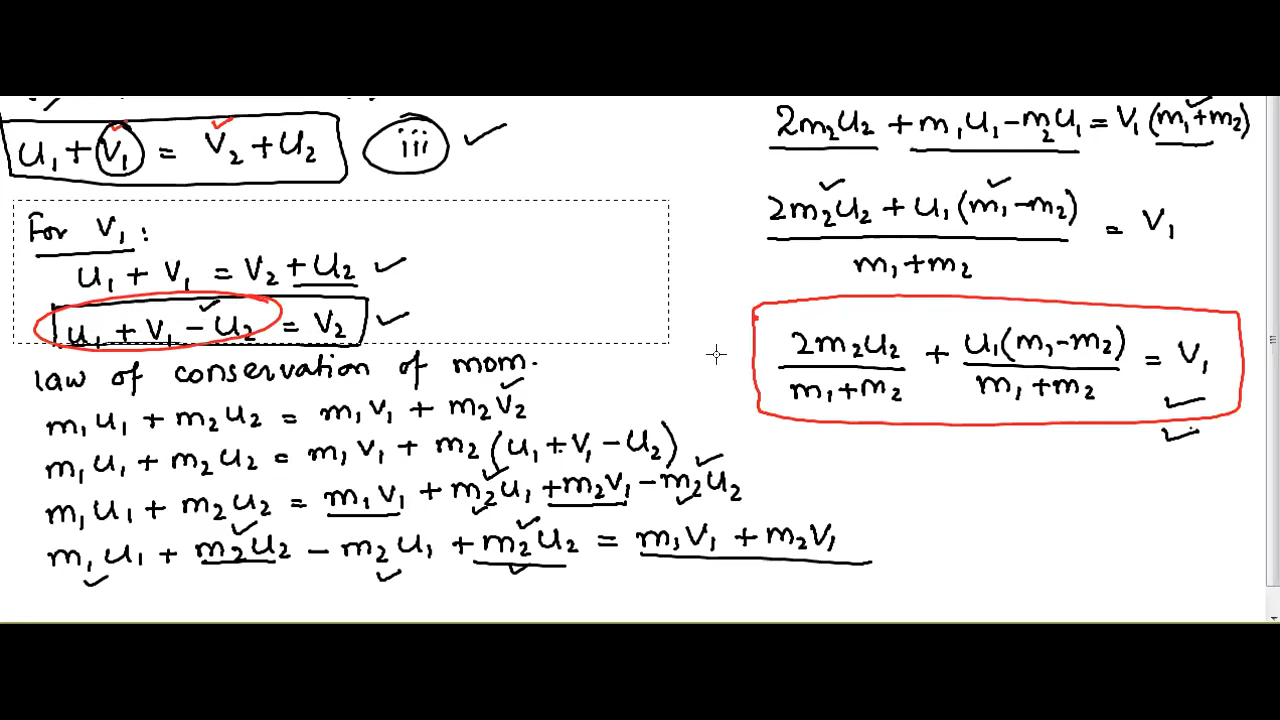 U₁ + V₁ = V₂ + U₂ (iii)
For V₁ :
U₁ + V₁ = V₂ + U₂
U₁ + V₁ - U₂ = V₂
law of conservation of mom.
m₁U₁ + m₂U₂ = m₁V₁ + m₂V₂
m₁U₁ + m₂U₂ = m₁V₁ + m₂(U₁ + V₁ - U₂)
m₁U₁ + m₂U₂ = m₁V₁ + m₂U₁ + m₂V₁ - m₂U₂
m₁U₁ + m₂U₂ - m₂U₁ + m₂U₂ = m₁V₁ + m₂V₁
2m₂U₂ + m₁U₁ - m₂U₁ = V₁(m₁+m₂)
2m₂U₂ + U₁(m₁-m₂) = V₁
m₁+m₂
2m₂U₂ + U₁(m₁-m₂) = V₁
m₁+m₂ m₁+m₂